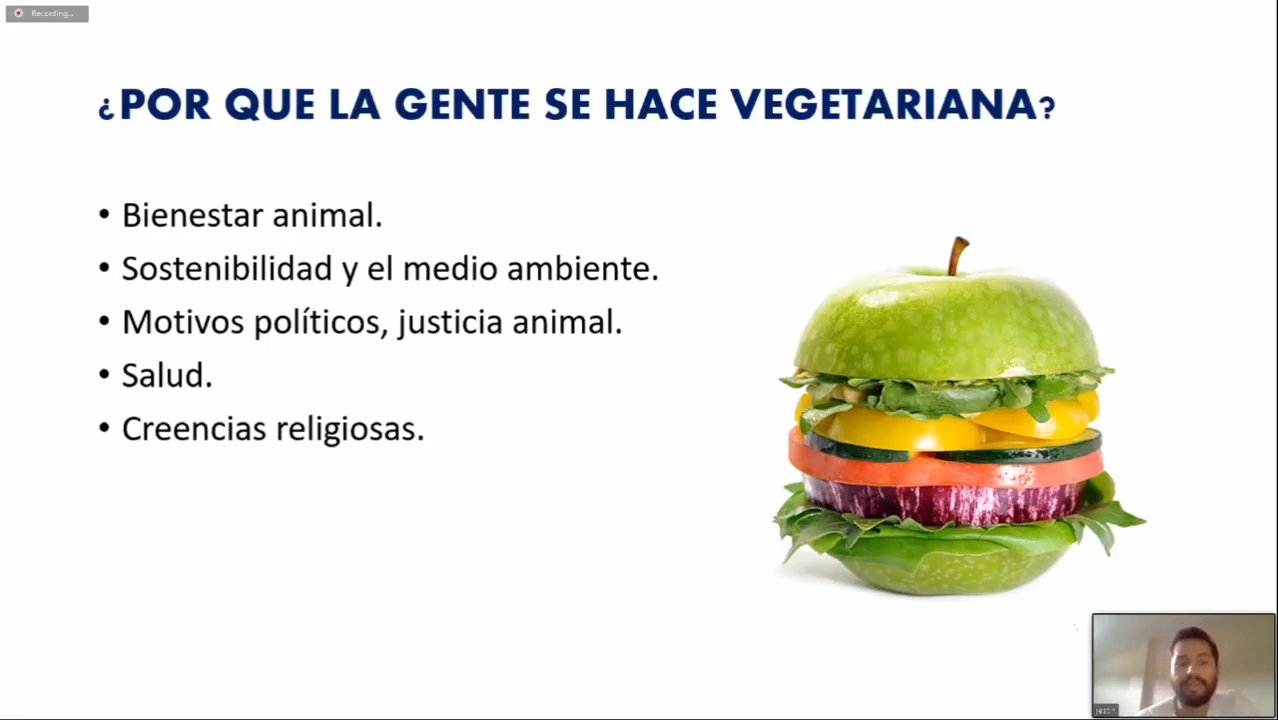 Recording...
¿POR QUE LA GENTE SE HACE VEGETARIANA?
• Bienestar animal.
• Sostenibilidad y el medio ambiente.
• Motivos políticos, justicia animal.
• Salud.
• Creencias religiosas.